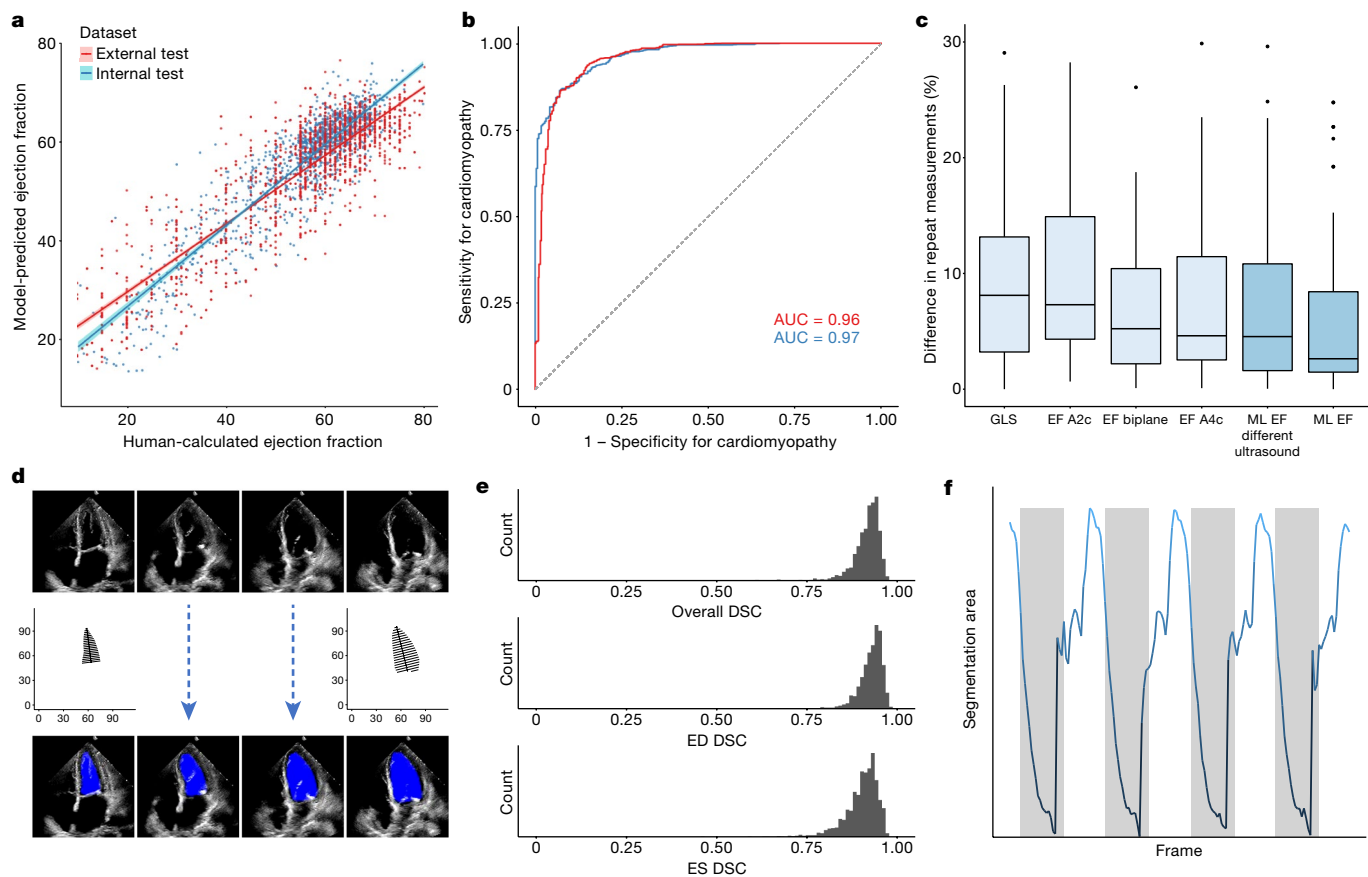 a
Dataset
External test
Internal test
80
60
40
20
Model-predicted ejection fraction
20
40
60
80
Human-calculated ejection fraction
b
1.00
0.75
0.50
0.25
0
Sensitivity for cardiomyopathy
AUC = 0.96
AUC = 0.97
0
0.25
0.50
0.75
1.00
1 – Specificity for cardiomyopathy
c
30
20
10
0
Difference in repeat measurements (%)
GLS
EF A2c
EF biplane
EF A4c
ML EF
different
ultrasound
ML EF
d
90
60
30
0
0 30 60 90
90
60
30
0
0 30 60 90
e
Count
0 0.25 0.50 0.75 1.00
Overall DSC
Count
0 0.25 0.50 0.75 1.00
ED DSC
Count
0 0.25 0.50 0.75 1.00
ES DSC
f
Segmentation area
Frame